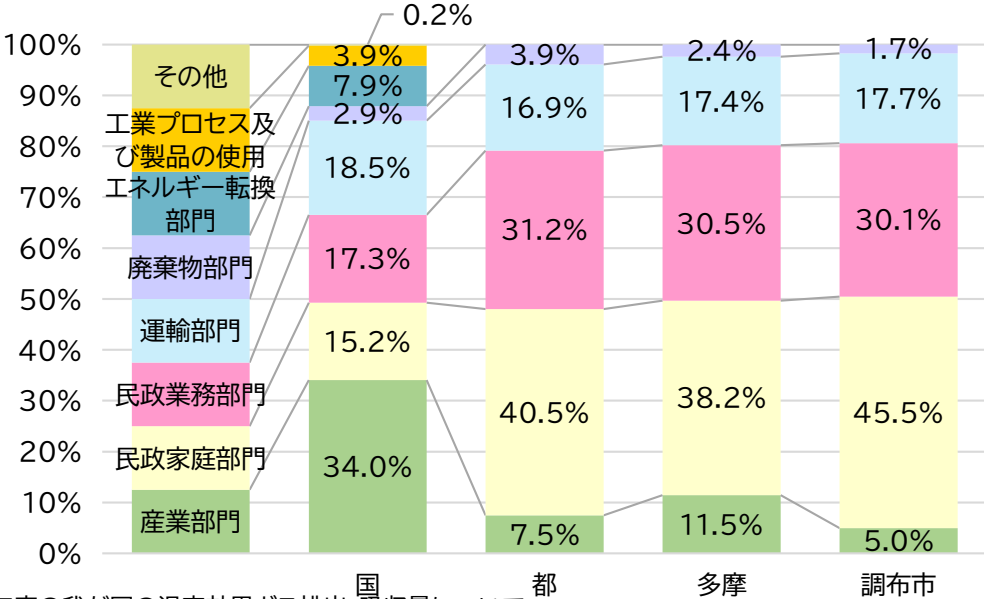 0.2%
100%
90%
80%
70%
60%
50%
40%
30%
20%
10%
0%
その他
工業プロセス及
び製品の使用
エネルギー転換
部門
廃棄物部門
運輸部門
民政業務部門
民政家庭部門
産業部門
3.9%
7.9%
2.9%
18.5%
17.3%
15.2%
34.0%
3.9%
16.9%
31.2%
40.5%
7.5%
2.4%
17.4%
30.5%
38.2%
11.5%
1.7%
17.7%
30.1%
45.5%
5.0%
国
都
多摩
調布市